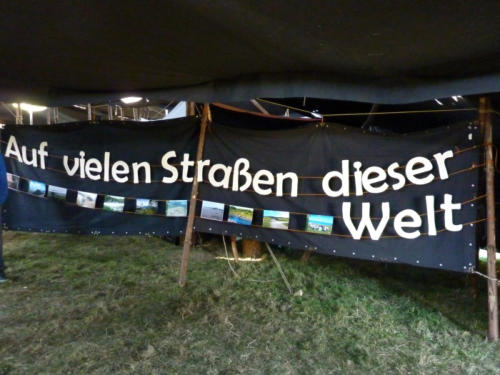 Auf vielen Straßen dieser
Welt